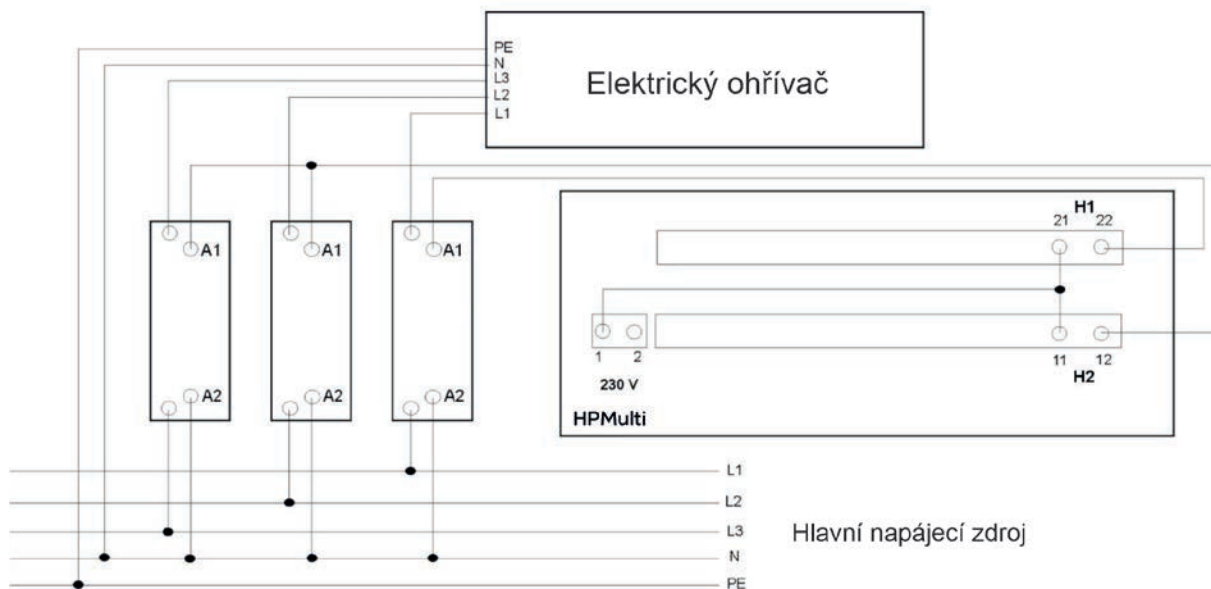 PE
N
L3
L2
L1
Elektrický ohřívač
H1
21 22
A1 A1 A1
1 2
11 12
230 V
H2
A2 A2 A2
HPMulti
L1
L2
L3
N
PE
Hlavní napájecí zdroj